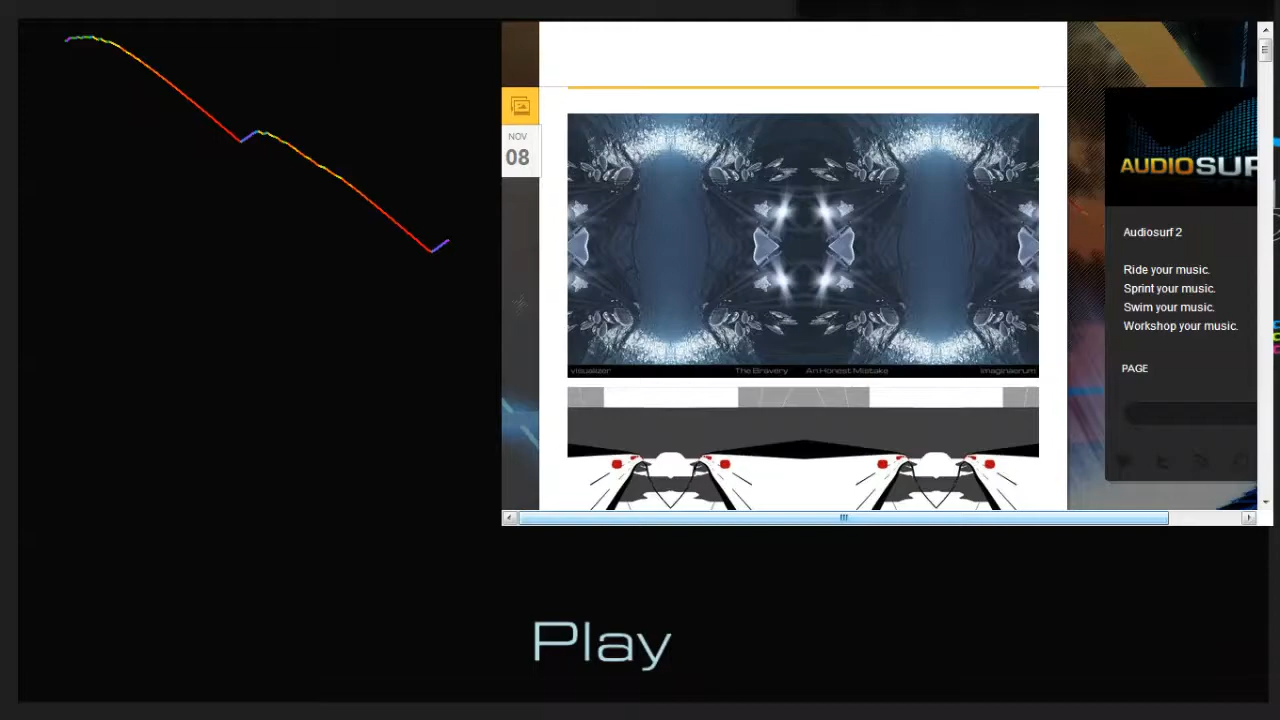 NOV
08
visualizer
The Bravery
An Honest Mistake
Imaginaerum
AUDIOSUR
Audiosurf 2
Ride your music.
Sprint your music.
Swim your music.
Workshop your music.
PAGE
Play